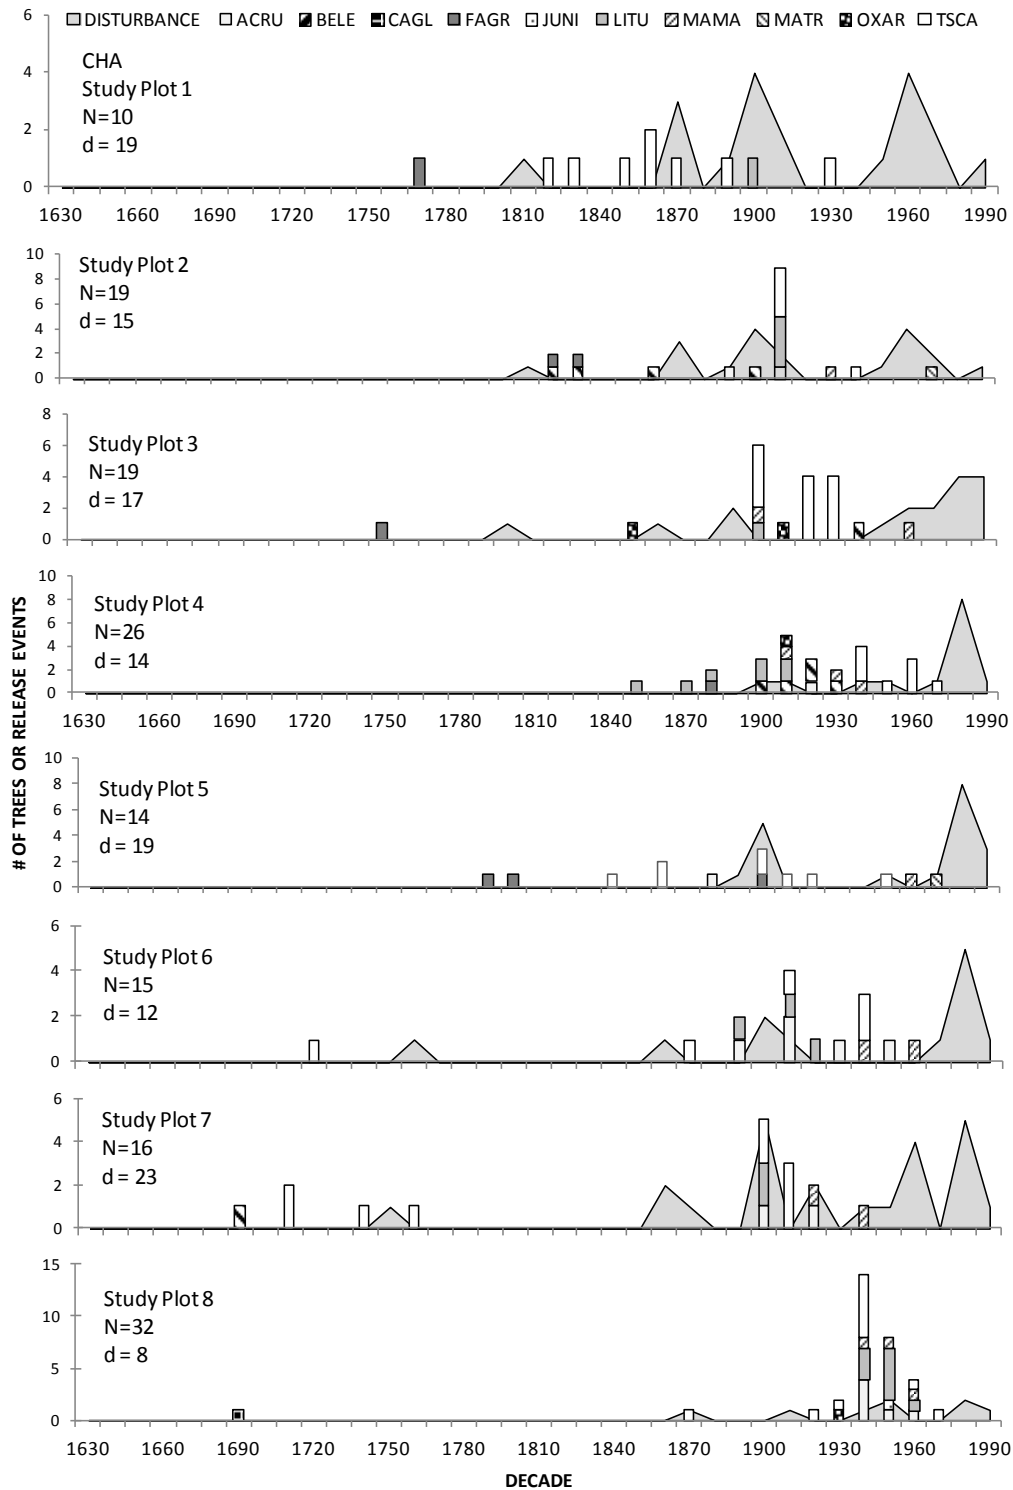 6 DISTURBANCE ACRU BELE CAGL FAGR JUNI LITU MAMA MATR OXAR TSCA
CHA
4
Study Plot 1
N=10
2
d = 19
0
1630 1660 1690 1720 1750 1780 1810 1840 1870 1900 1930 1960 1990
10
Study Plot 2
8
N=19
6
d = 15
4
2
0
8
Study Plot 3
6
N=19
4
d = 17
2
0
10
Study Plot 4
8
N=26
6
d = 14
4
2
0
1630 1660 1690 1720 1750 1780 1810 1840 1870 1900 1930 1960 1990
# OF TREES OR RELEASE EVENTS
10
Study Plot 5
8
N=14
6
d = 19
4
2
0
6
Study Plot 6
N=15
4
d = 12
2
0
6
Study Plot 7
N=16
4
d = 23
2
0
15
Study Plot 8
N=32
10
d = 8
5
0
1630 1660 1690 1720 1750 1780 1810 1840 1870 1900 1930 1960 1990
DECADE